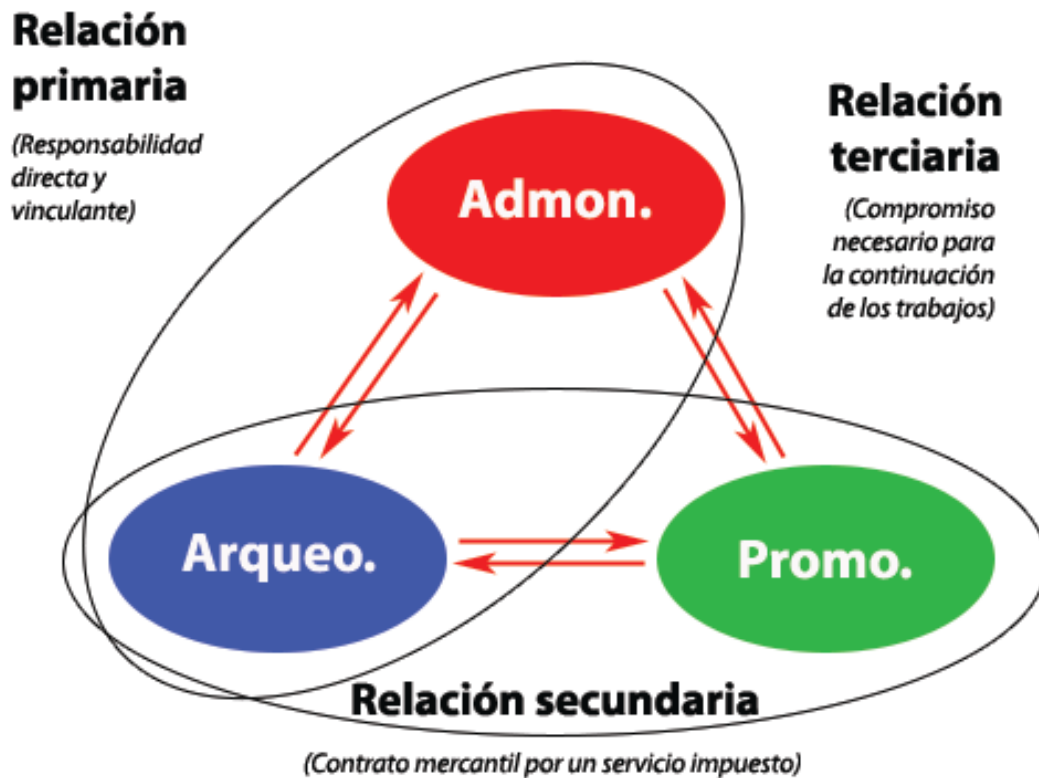 Relación
primaria
(Responsabilidad
directa y
vinculante)
Relación
terciaria
(Compromiso
necesario para
la continuación
de los trabajos)
Admon.
Arqueo.
Promo.
Relación secundaria
(Contrato mercantil por un servicio impuesto)